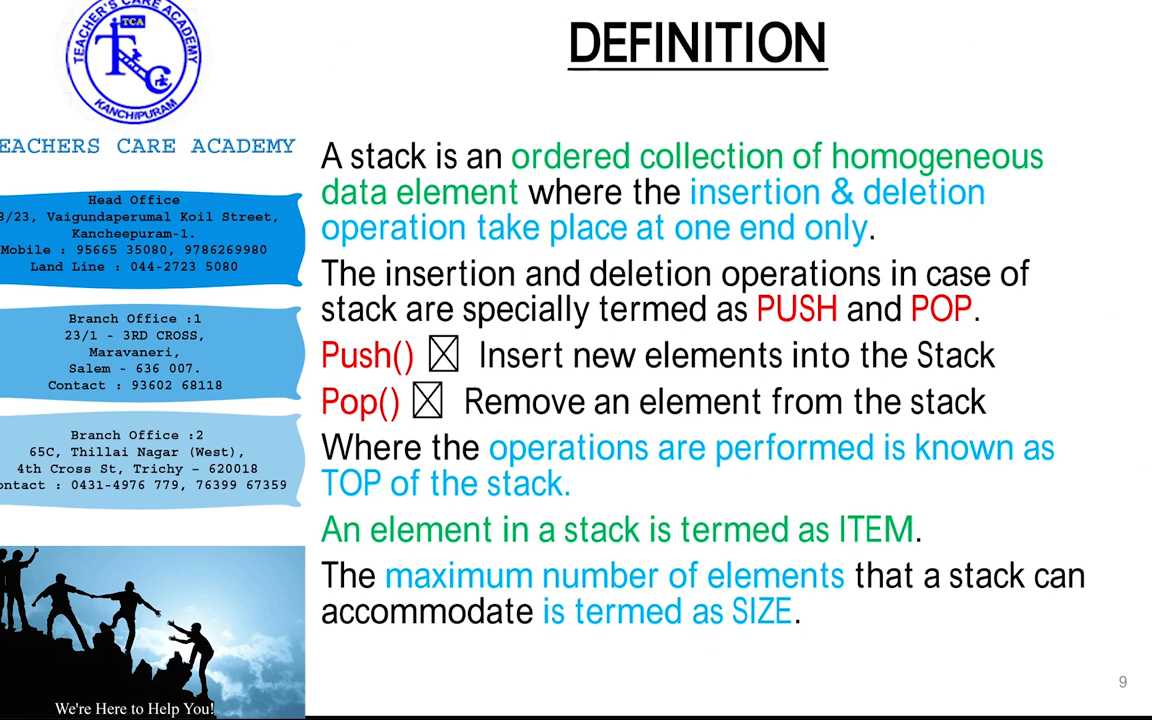 TEACHER'S CARE ACADEMY
TCA
KANCHIPURAM
EACHERS CARE ACADEMY
Head Office
3/23, Vaigundaperumal Koil Street,
Kancheepuram-1.
Mobile : 95665 35080, 9786269980
Land Line : 044-2723 5080
Branch Office :1
23/1 - 3RD CROSS,
Maravaneri,
Salem - 636 007.
Contact : 93602 68118
Branch Office :2
65C, Thillai Nagar (West),
4th Cross St, Trichy – 620018
ontact : 0431-4976 779, 76399 67359
We're Here to Help You!
DEFINITION
A stack is an ordered collection of homogeneous
data element where the insertion & deletion
operation take place at one end only.
The insertion and deletion operations in case of
stack are specially termed as PUSH and POP.
Push() Insert new elements into the Stack
Pop() Remove an element from the stack
Where the operations are performed is known as
TOP of the stack.
An element in a stack is termed as ITEM.
The maximum number of elements that a stack can
accommodate is termed as SIZE.
9